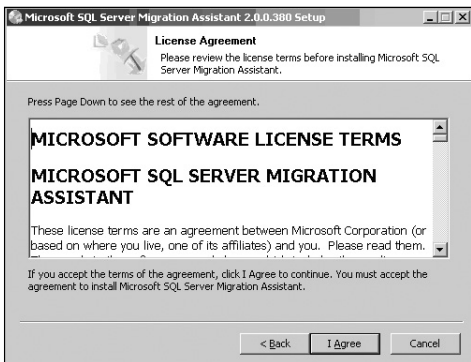 Microsoft SQL Server Migration Assistant 2.0.0.380 Setup
License Agreement
Please review the license terms before installing Microsoft SQL
Server Migration Assistant.
Press Page Down to see the rest of the agreement.
MICROSOFT SOFTWARE LICENSE TERMS
MICROSOFT SQL SERVER MIGRATION
ASSISTANT
These license terms are an agreement between Microsoft Corporation (or
based on where you live, one of its affiliates) and you. Please read them.
If you accept the terms of the agreement, click I Agree to continue. You must accept the
agreement to install Microsoft SQL Server Migration Assistant.
< Back I Agree Cancel